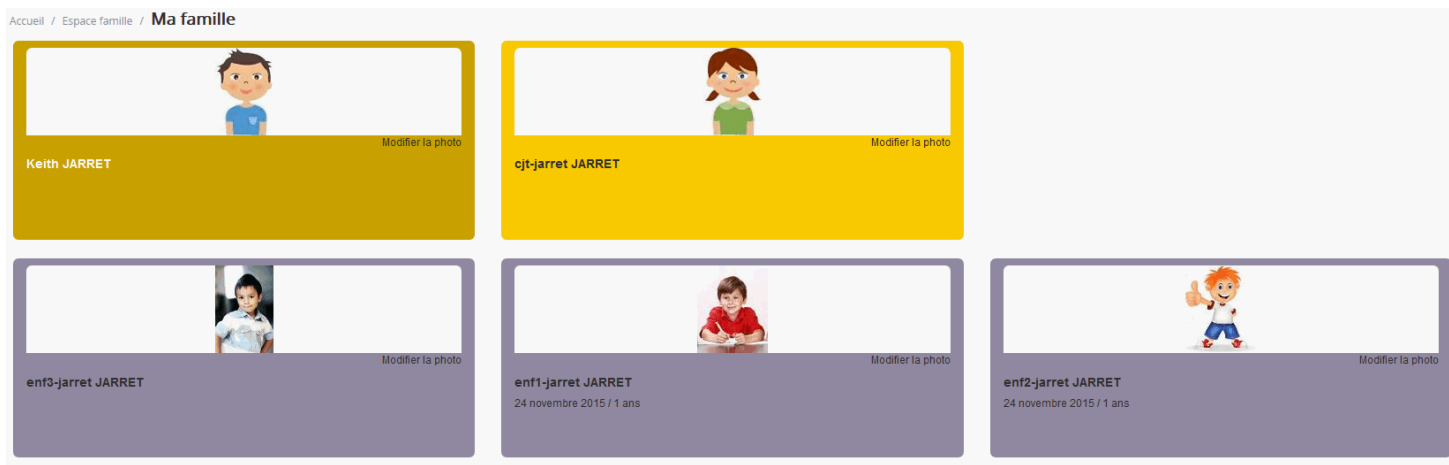 Accueil / Espace famille / Ma famille
Modifier la photo
Keith JARRET
Modifier la photo
cjt-jarret JARRET
Modifier la photo
enf3-jarret JARRET
Modifier la photo
enf1-jarret JARRET
24 novembre 2015 / 1 ans
Modifier la photo
enf2-jarret JARRET
24 novembre 2015 / 1 ans